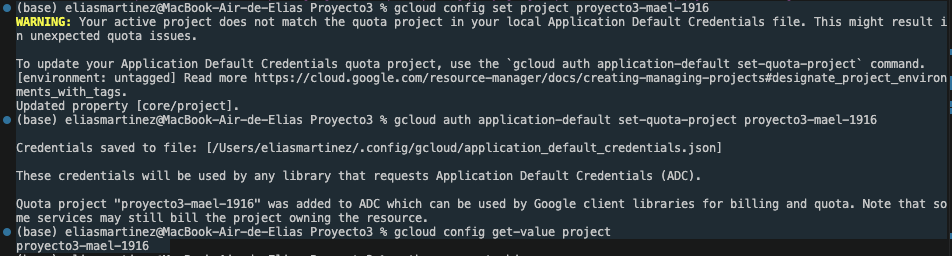 (base) eliasmartinez@MacBook-Air-de-Elias Proyecto3 % gcloud config set project proyecto3-mael-1916
WARNING: Your active project does not match the quota project in your local Application Default Credentials file. This might result i
n unexpected quota issues.
To update your Application Default Credentials quota project, use the `gcloud auth application-default set-quota-project` command.
[environment: untagged] Read more https://cloud.google.com/resource-manager/docs/creating-managing-projects#designate_project_environ
ments_with_tags.
Updated property [core/project].
(base) eliasmartinez@MacBook-Air-de-Elias Proyecto3 % gcloud auth application-default set-quota-project proyecto3-mael-1916
Credentials saved to file: [/Users/eliasmartinez/.config/gcloud/application_default_credentials.json]
These credentials will be used by any library that requests Application Default Credentials (ADC).
Quota project "proyecto3-mael-1916" was added to ADC which can be used by Google client libraries for billing and quota. Note that so
me services may still bill the project owning the resource.
(base) eliasmartinez@MacBook-Air-de-Elias Proyecto3 % gcloud config get-value project
proyecto3-mael-1916